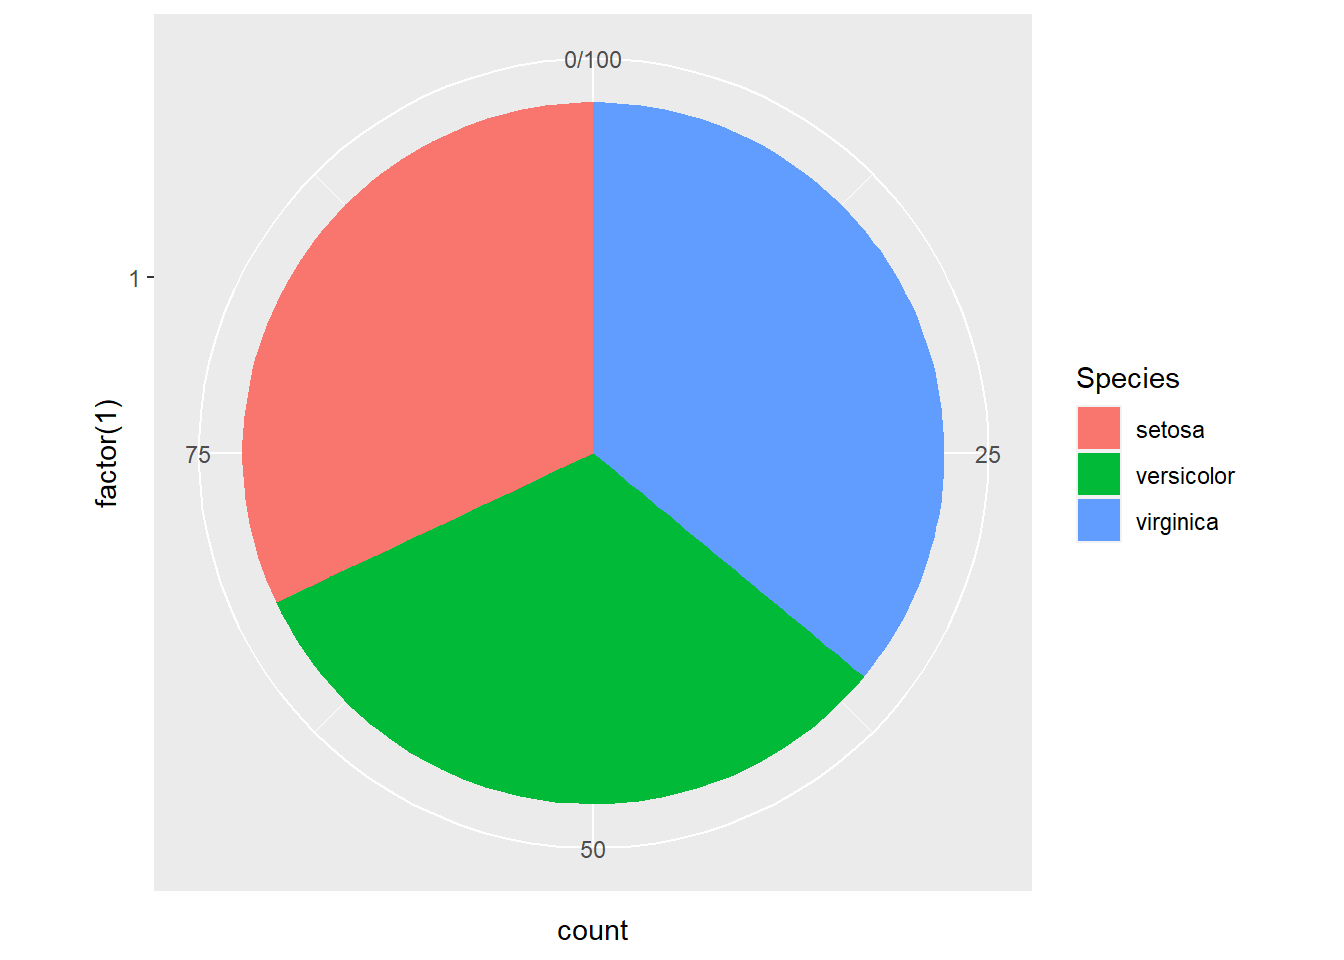 0/100
1
factor(1)
75
25
50
count
Species
setosa
versicolor
virginica